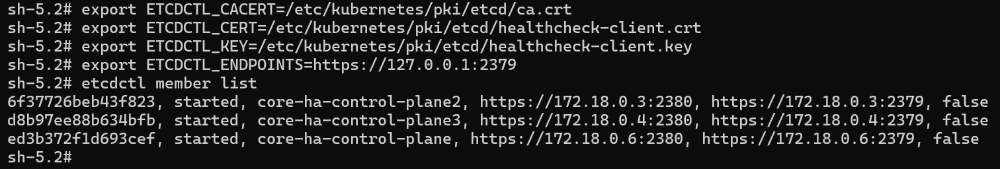 sh-5.2# export ETCDCTL_CACERT=/etc/kubernetes/pki/etcd/ca.crt
sh-5.2# export ETCDCTL_CERT=/etc/kubernetes/pki/etcd/healthcheck-client.crt
sh-5.2# export ETCDCTL_KEY=/etc/kubernetes/pki/etcd/healthcheck-client.key
sh-5.2# export ETCDCTL_ENDPOINTS=https://127.0.0.1:2379
sh-5.2# etcdctl member list
6f37726beb43f823, started, core-ha-control-plane2, https://172.18.0.3:2380, https://172.18.0.3:2379, false
d8b97ee88b634bfb, started, core-ha-control-plane3, https://172.18.0.4:2380, https://172.18.0.4:2379, false
ed3b372f1d693cef, started, core-ha-control-plane, https://172.18.0.6:2380, https://172.18.0.6:2379, false
sh-5.2#